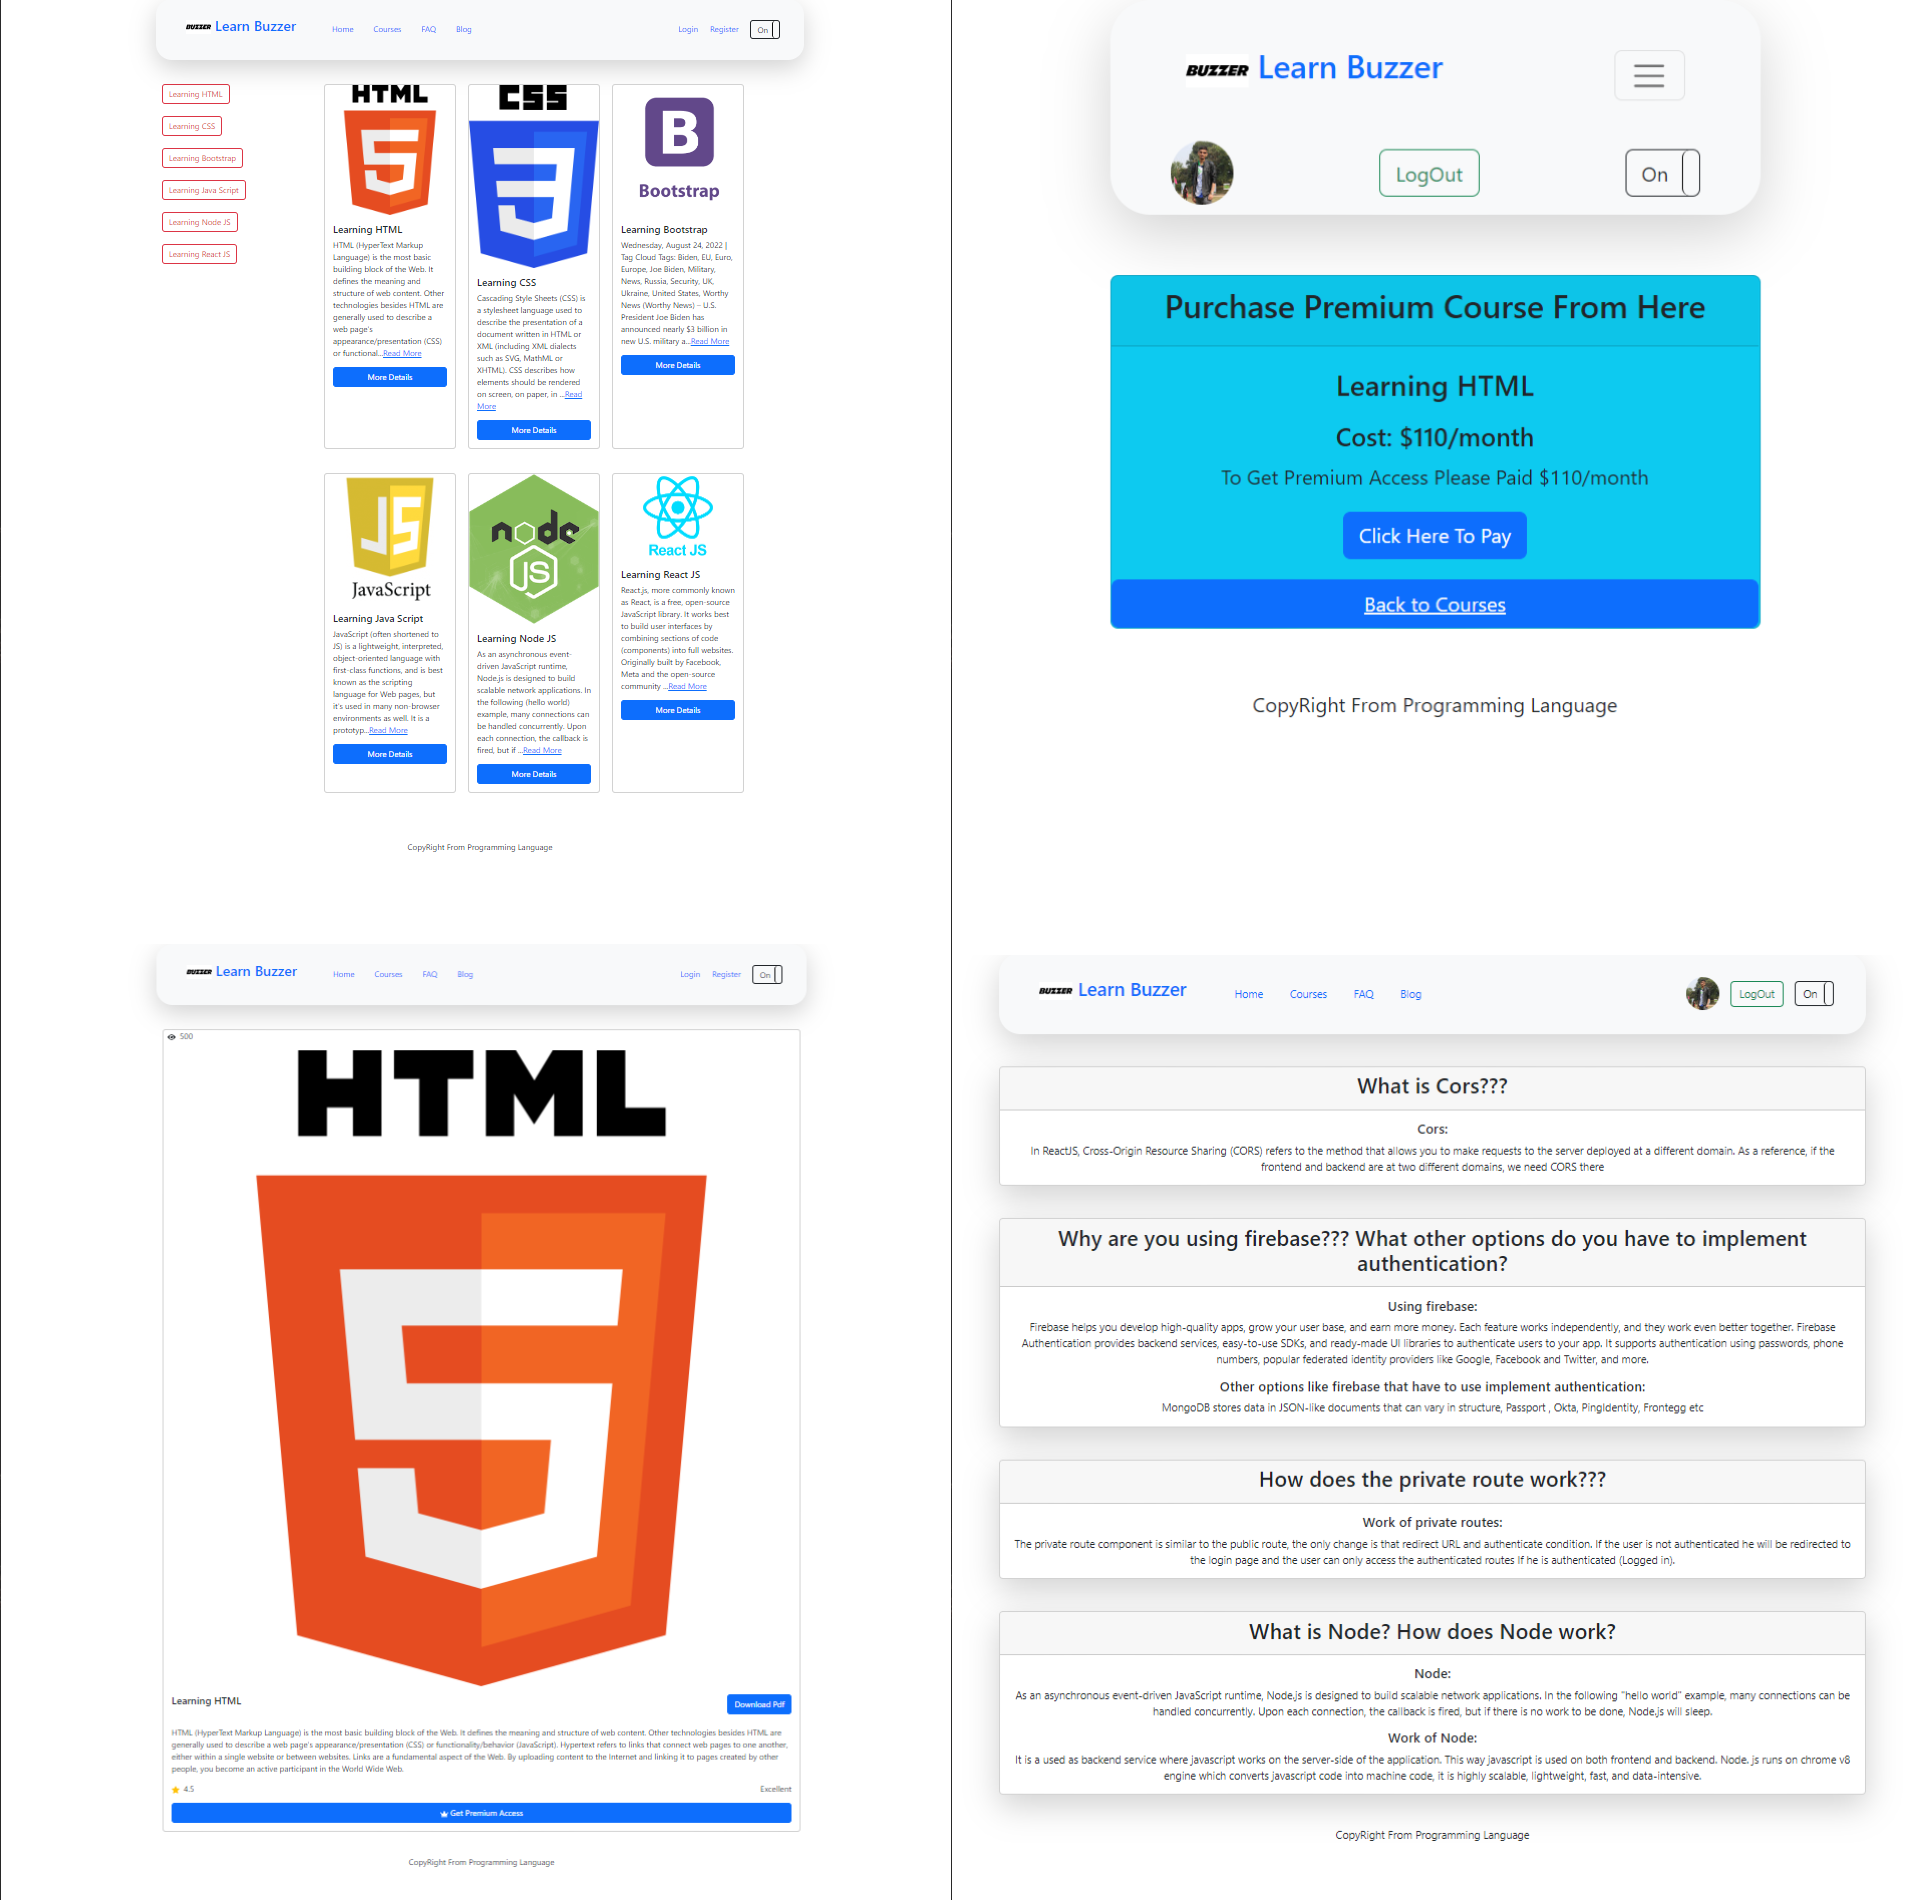 BUZZER Learn Buzzer Home Courses FAQ Blog Login Register On
Learning HTML
Learning CSS
Learning Bootstrap
Learning Java Script
Learning Node JS
Learning React JS
HTML
Learning HTML
HTML (HyperText Markup
Language) is the most basic
building block of the Web. It
defines the meaning and
structure of web content. Other
technologies besides HTML are
generally used to describe a
web page's
appearance/presentation (CSS)
or functional...Read More
More Details
CSS
Learning CSS
Cascading Style Sheets (CSS) is
a stylesheet language used to
describe the presentation of a
document written in HTML or
XML (including XML dialects
such as SVG, MathML or
XHTML). CSS describes how
elements should be rendered
on screen, on paper, in ...Read
More
More Details
B
Bootstrap
Learning Bootstrap
Wednesday, August 24, 2022 |
Tag Cloud Tags: Biden, EU, Euro,
Europe, Joe Biden, Military,
News, Russia, Security, UK,
Ukraine, United States, Worthy
News (Worthy News) – U.S.
President Joe Biden has
announced nearly $3 billion in
new U.S. military a...Read More
More Details
JS
JavaScript
Learning Java Script
JavaScript (often shortened to
JS) is a lightweight, interpreted,
object-oriented language with
first-class functions, and is best
known as the scripting
language for Web pages, but
it's used in many non-browser
environments as well. It is a
prototyp...Read More
More Details
node
JS
Learning Node JS
As an asynchronous event-
driven JavaScript runtime,
Node.js is designed to build
scalable network applications. In
the following (hello world)
example, many connections can
be handled concurrently. Upon
each connection, the callback is
fired, but if ...Read More
More Details
React JS
Learning React JS
React.js, more commonly known
as React, is a free, open-source
JavaScript library. It works best
to build user interfaces by
combining sections of code
(components) into full websites.
Originally built by Facebook,
Meta and the open-source
community ...Read More
More Details
CopyRight From Programming Language
BUZZER Learn Buzzer
LogOut On
Purchase Premium Course From Here
Learning HTML
Cost: $110/month
To Get Premium Access Please Paid $110/month
Click Here To Pay
Back to Courses
CopyRight From Programming Language
BUZZER Learn Buzzer Home Courses FAQ Blog Login Register On
500
HTML
5
Learning HTML Download Pdf
HTML (HyperText Markup Language) is the most basic building block of the Web. It defines the meaning and structure of web content. Other technologies besides HTML are
generally used to describe a web page's appearance/presentation (CSS) or functionality/behavior (JavaScript). Hypertext refers to links that connect web pages to one another,
either within a single website or between websites. Links are a fundamental aspect of the Web. By uploading content to the Internet and linking it to pages created by other
people, you become an active participant in the World Wide Web.
4.5 Excellent
Get Premium Access
CopyRight From Programming Language
BUZZER Learn Buzzer Home Courses FAQ Blog LogOut On
What is Cors???
Cors:
In ReactJS, Cross-Origin Resource Sharing (CORS) refers to the method that allows you to make requests to the server deployed at a different domain. As a reference, if the
frontend and backend are at two different domains, we need CORS there
Why are you using firebase??? What other options do you have to implement
authentication?
Using firebase:
Firebase helps you develop high-quality apps, grow your user base, and earn more money. Each feature works independently, and they work even better together. Firebase
Authentication provides backend services, easy-to-use SDKs, and ready-made UI libraries to authenticate users to your app. It supports authentication using passwords, phone
numbers, popular federated identity providers like Google, Facebook and Twitter, and more.
Other options like firebase that have to use implement authentication:
MongoDB stores data in JSON-like documents that can vary in structure, Passport , Okta, PingIdentity, Frontegg etc
How does the private route work???
Work of private routes:
The private route component is similar to the public route, the only change is that redirect URL and authenticate condition. If the user is not authenticated he will be redirected to
the login page and the user can only access the authenticated routes If he is authenticated (Logged in).
What is Node? How does Node work?
Node:
As an asynchronous event-driven JavaScript runtime, Node.js is designed to build scalable network applications. In the following "hello world" example, many connections can be
handled concurrently. Upon each connection, the callback is fired, but if there is no work to be done, Node.js will sleep.
Work of Node:
It is a used as backend service where javascript works on the server-side of the application. This way javascript is used on both frontend and backend. Node. js runs on chrome v8
engine which converts javascript code into machine code, it is highly scalable, lightweight, fast, and data-intensive.
CopyRight From Programming Language